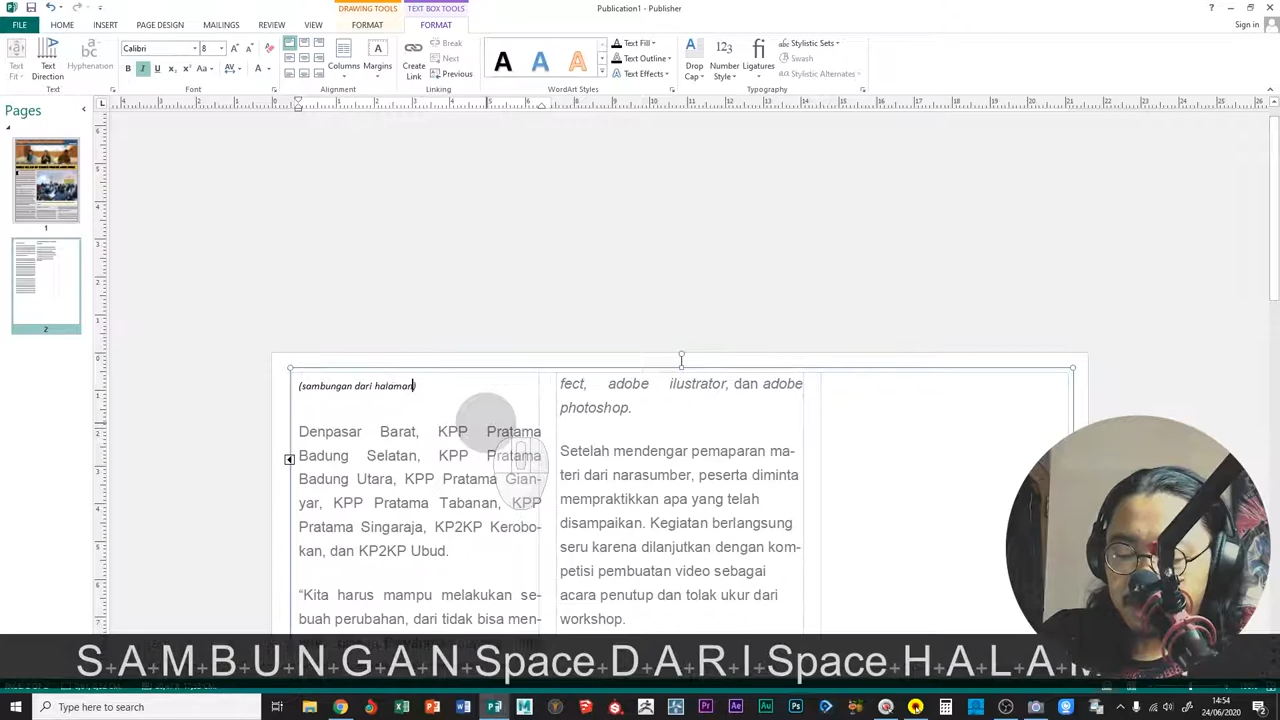 DRAWING TOOLS
TEXT BOX TOOLS
Publication1 - Publisher
FILE
HOME
INSERT
PAGE DESIGN
MAILINGS
REVIEW
VIEW
FORMAT
FORMAT
Sign in
Text Fit
Text Direction
Hyphenation
Calibri
8
Columns
Margins
Create Link
Break
Next
Previous
Text Fill
Text Outline
Text Effects
Drop Cap
Number Style
Ligatures
Stylistic Sets
Swash
Stylistic Alternates
Text
Font
Alignment
Linking
WordArt Styles
Typography
Pages
1
2
(sambungan dari halaman)
Denpasar Barat, KPP Pratama
Badung Selatan, KPP Pratama
Badung Utara, KPP Pratama Gian-
yar, KPP Pratama Tabanan, KPP
Pratama Singaraja, KP2KP Kerobo-
kan, dan KP2KP Ubud.
“Kita harus mampu melakukan se-
buah perubahan, dari tidak bisa men-
fect, adobe ilustrator, dan adobe
photoshop.
Setelah mendengar pemaparan ma-
teri dari narasumber, peserta diminta
mempraktikkan apa yang telah
disampaikan. Kegiatan berlangsung
seru karena dilanjutkan dengan kom-
petisi pembuatan video sebagai
acara penutup dan tolak ukur dari
workshop.
S+A+M+B+U+N+G+A+N+Space+D+A+R+I+Space+H+A+L+A+M
Type here to search
14:54
24/06/2020